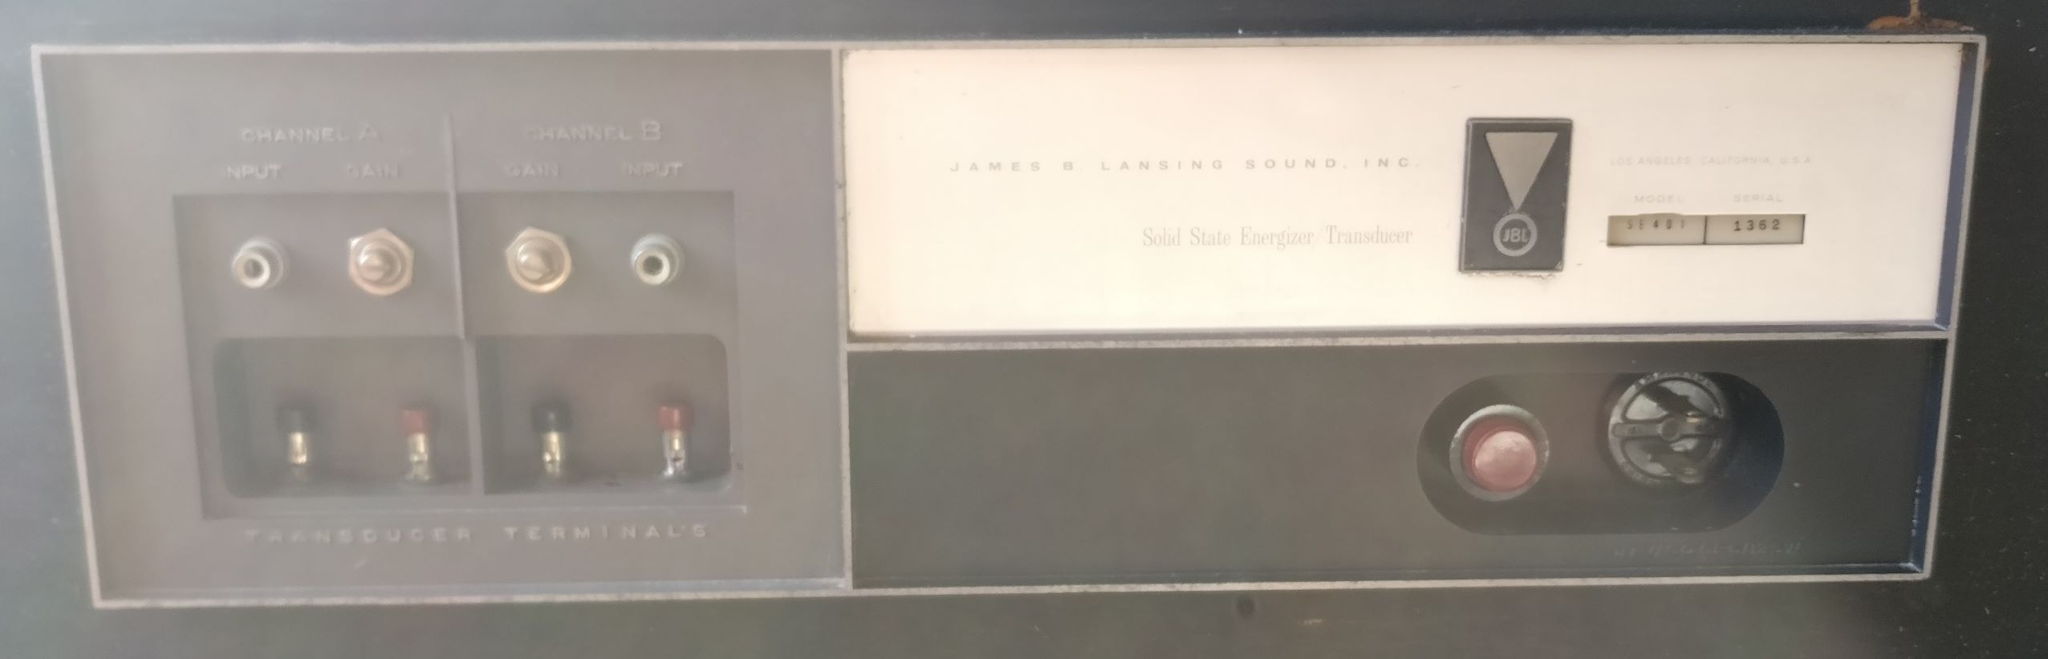 CHANNEL A CHANNEL B
INPUT GAIN GAIN INPUT
TRANSDUCER TERMINALS
JAMES B. LANSING SOUND, INC.
Solid State Energizer/Transducer
JBL
LOS ANGELES, CALIFORNIA, U.S.A.
MODEL SERIAL
1362